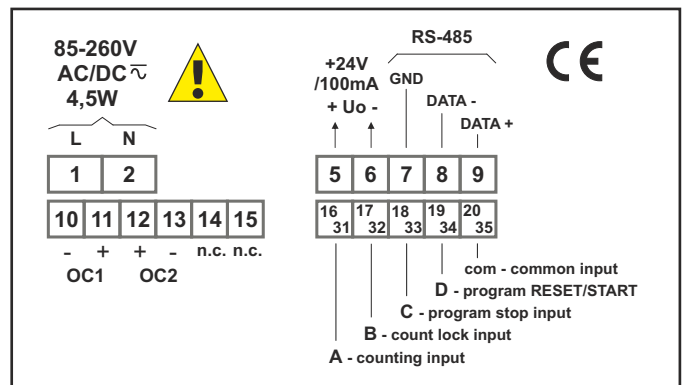 85-260V
AC/DC
4,5W
L N
1 2
10 11 12 13 14 15
- + + - n.c. n.c.
OC1 OC2
RS-485
+24V
/100mA
+ Uo -
GND
DATA -
DATA +
CE
5 6 7 8 9
16 17 18 19 20
31 32 33 34 35
com - common input
D - program RESET/START
C - program stop input
B - count lock input
A - counting input